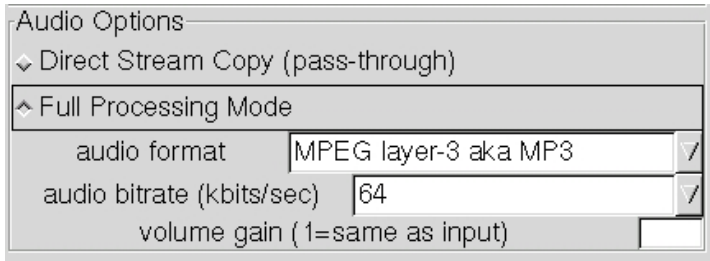 Audio Options
Direct Stream Copy (pass-through)
Full Processing Mode
audio format MPEG layer-3 aka MP3
audio bitrate (kbits/sec) 64
volume gain (1=same as input)